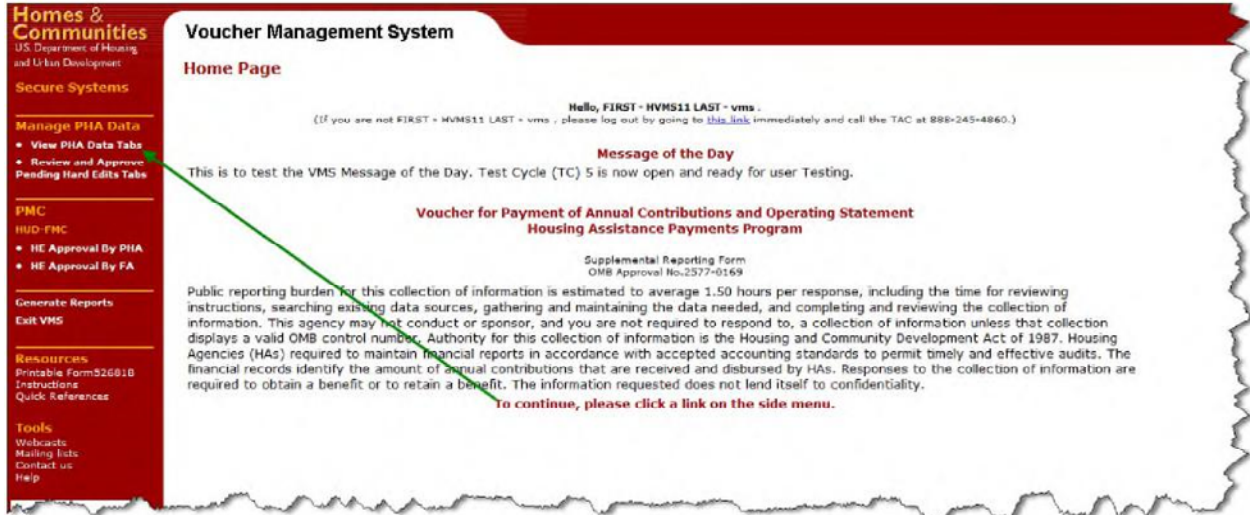 Homes &
Communities
U.S. Department of Housing
and Urban Development
Secure Systems
Manage PHA Data
• View PHA Data Tabs
• Review and Approve
Pending Hard Edits Tabs
PMC
HUD-FMC
• HE Approval By PHA
• HE Approval By FA
Generate Reports
Exit VMS
Resources
Printable Form52681B
Instructions
Quick References
Tools
Webcasts
Mailing lists
Contact us
Help
Voucher Management System
Home Page
Hello, FIRST - HVMS11 LAST - vms .
(If you are not FIRST - HVMS11 LAST - vms , please log out by going to this link immediately and call the TAC at 888-245-4860.)
Message of the Day
This is to test the VMS Message of the Day. Test Cycle (TC) 5 is now open and ready for user Testing.
Voucher for Payment of Annual Contributions and Operating Statement
Housing Assistance Payments Program
Supplemental Reporting Form
OMB Approval No.2577-0169
Public reporting burden for this collection of information is estimated to average 1.50 hours per response, including the time for reviewing
instructions, searching existing data sources, gathering and maintaining the data needed, and completing and reviewing the collection of
information. This agency may not conduct or sponsor, and you are not required to respond to, a collection of information unless that collection
displays a valid OMB control number. Authority for this collection of information is the Housing and Community Development Act of 1987. Housing
Agencies (HAs) required to maintain financial reports in accordance with accepted accounting standards to permit timely and effective audits. The
financial records identify the amount of annual contributions that are received and disbursed by HAs. Responses to the collection of information are
required to obtain a benefit or to retain a benefit. The information requested does not lend itself to confidentiality.
To continue, please click a link on the side menu.